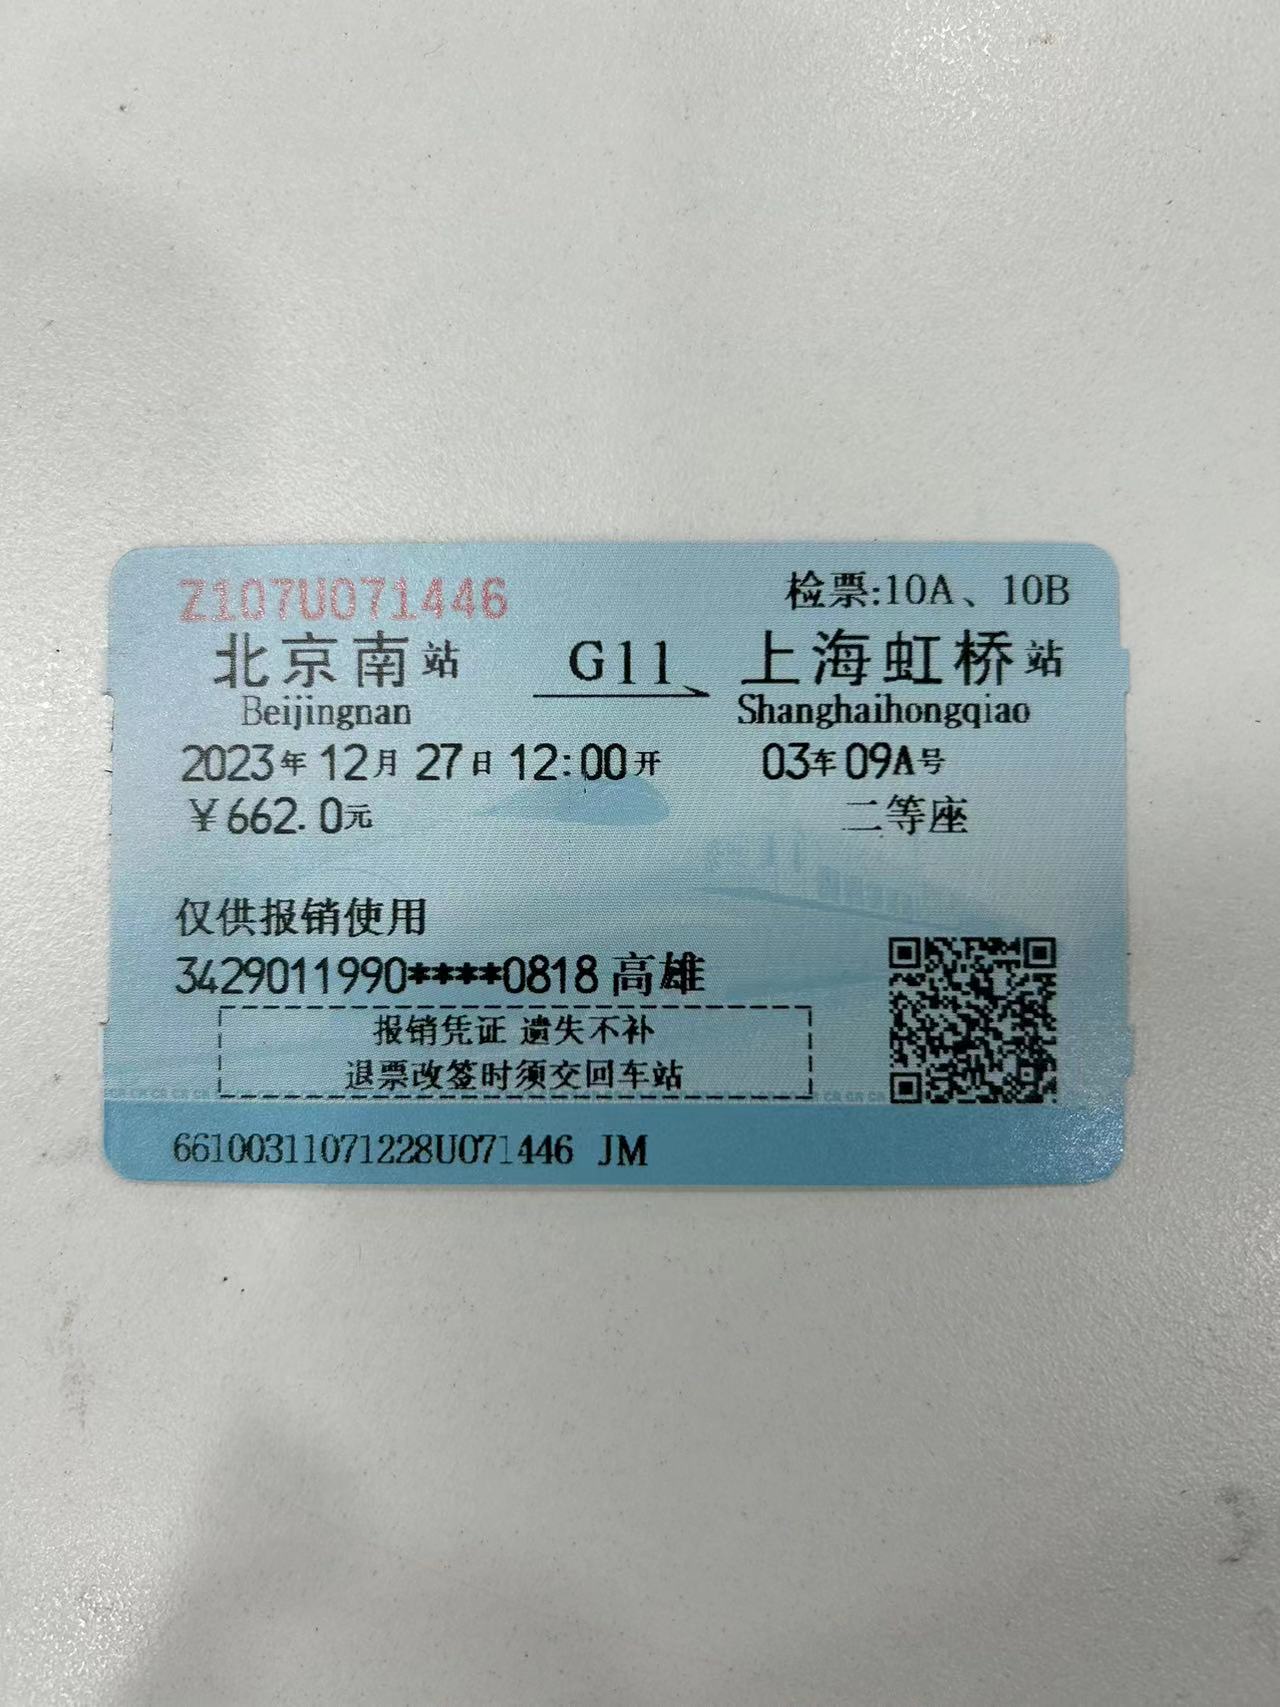 Z107U071446 检票:10A、10B
北京南站 G11 上海虹桥站
Beijingnan Shanghaihongqiao
2023年12月27日12:00开 03车09A号
¥662.0元 二等座
仅供报销使用
3429011990****0818 高雄
报销凭证 遗失不补
退票改签时须交回车站
66100311071228U071446 JM